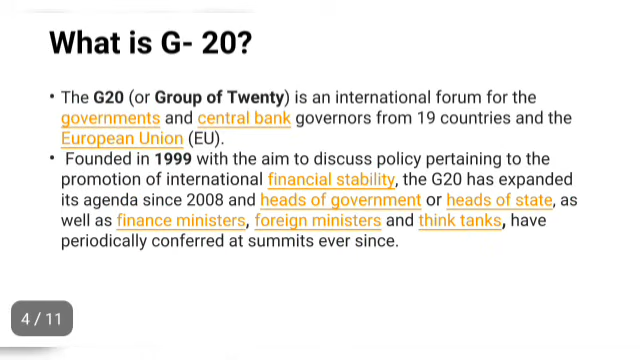 What is G- 20?
• The G20 (or Group of Twenty) is an international forum for the
governments and central bank governors from 19 countries and the
European Union (EU).
• Founded in 1999 with the aim to discuss policy pertaining to the
promotion of international financial stability, the G20 has expanded
its agenda since 2008 and heads of government or heads of state, as
well as finance ministers, foreign ministers and think tanks, have
periodically conferred at summits ever since.
4 / 11